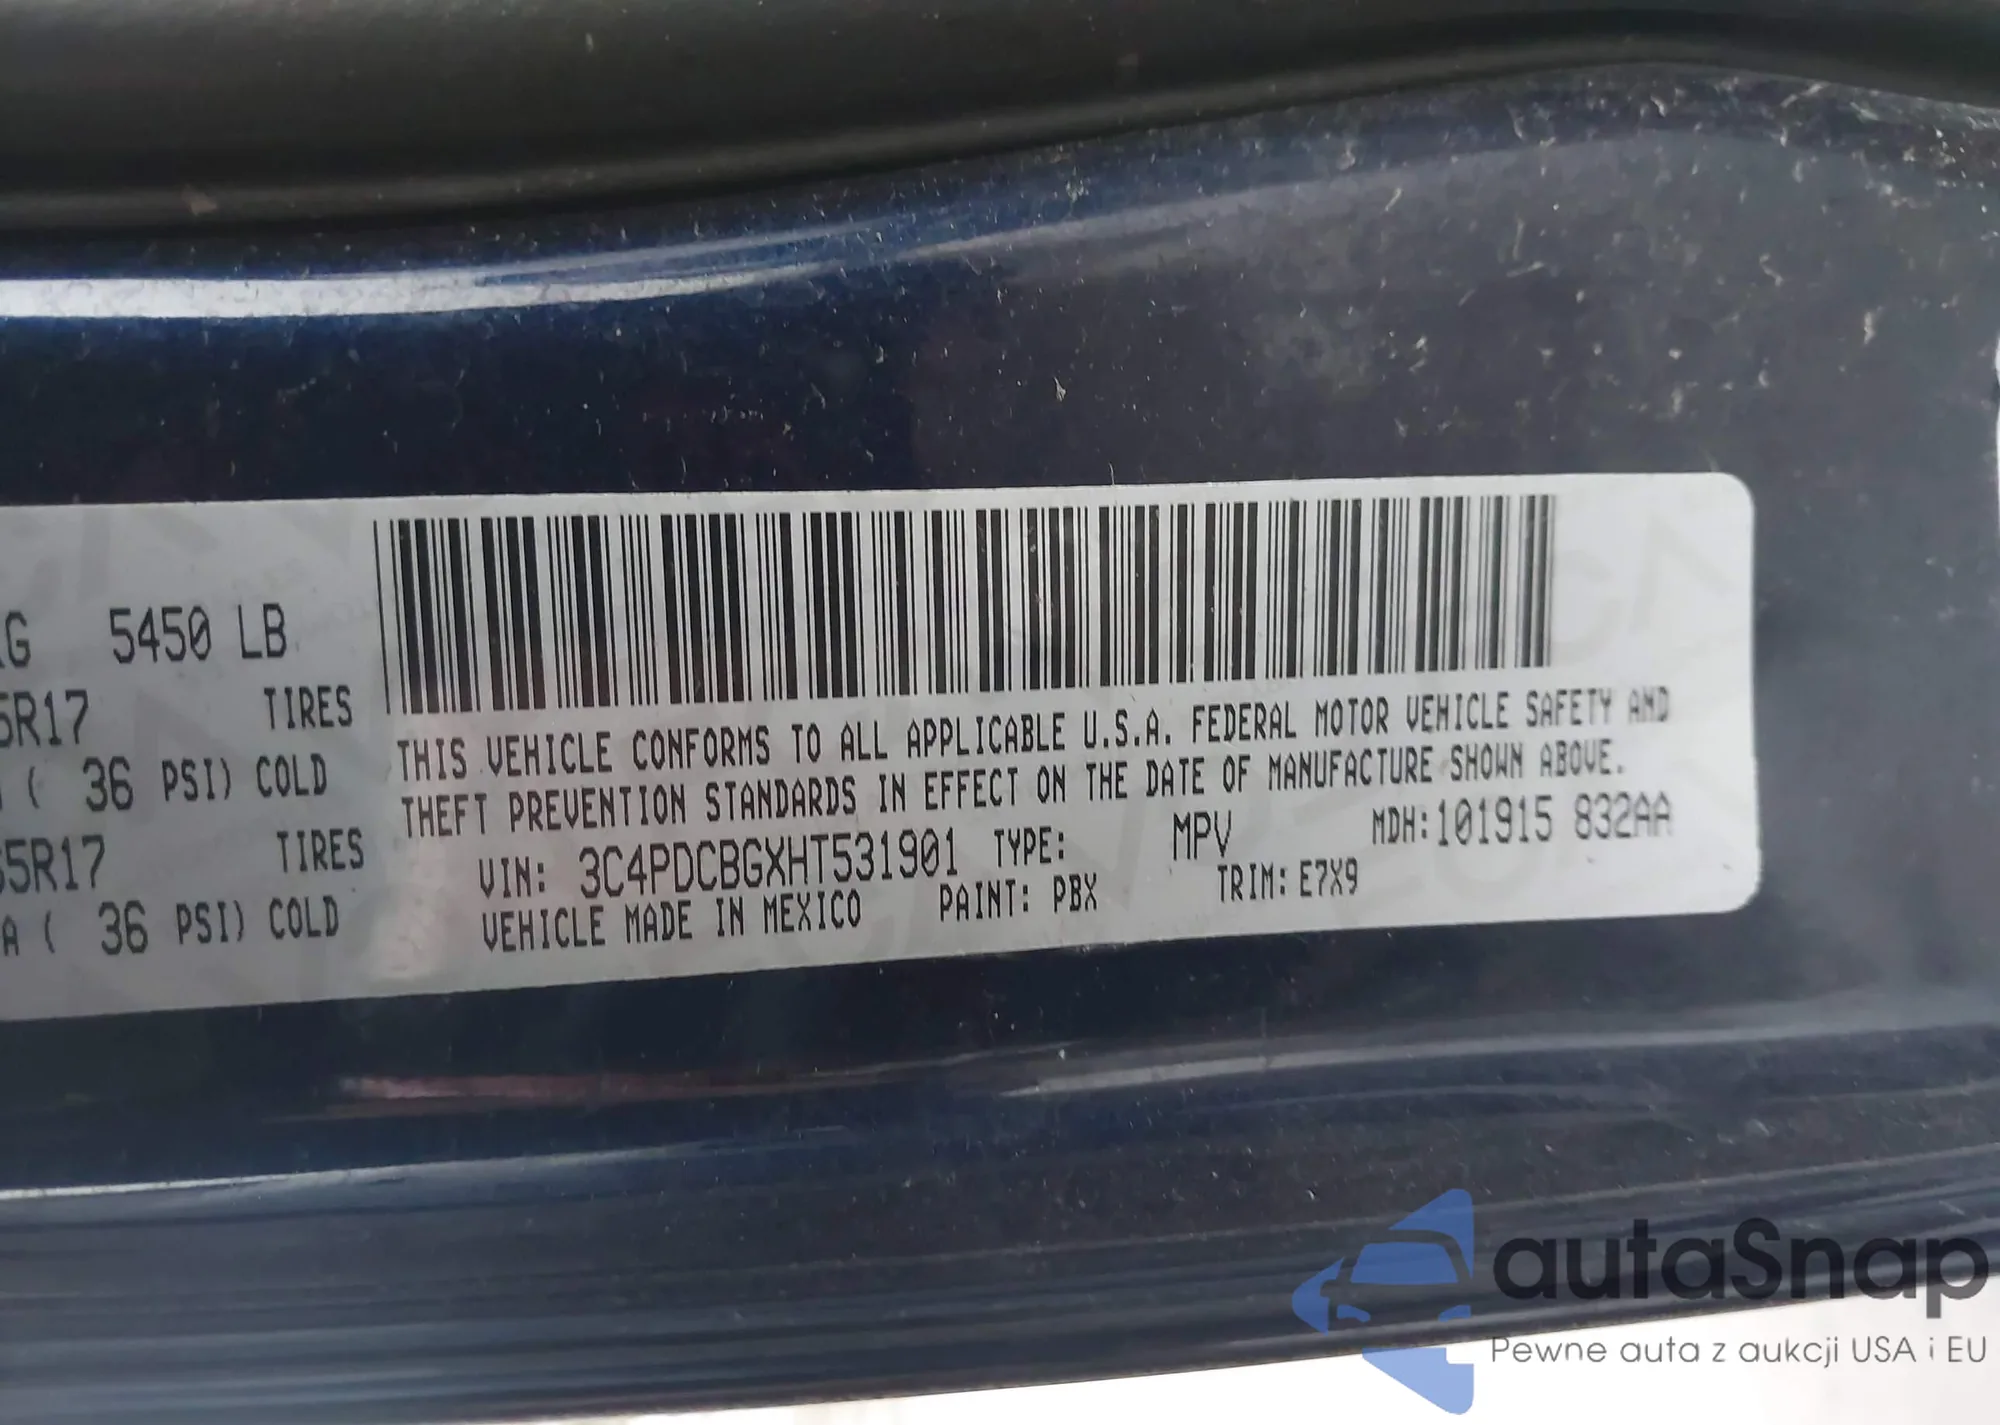 5450 LB
5R17 TIRES
( 36 PSI) COLD
65R17 TIRES
A ( 36 PSI) COLD
THIS VEHICLE CONFORMS TO ALL APPLICABLE U.S.A. FEDERAL MOTOR VEHICLE SAFETY AND
THEFT PREVENTION STANDARDS IN EFFECT ON THE DATE OF MANUFACTURE SHOWN ABOVE.
VIN: 3C4PDCBGXHT531901 TYPE: MPV MDH:101915 832AA
VEHICLE MADE IN MEXICO PAINT: PBX TRIM: E7X9
autaSnap
Pewne auta z aukcji USA i EU